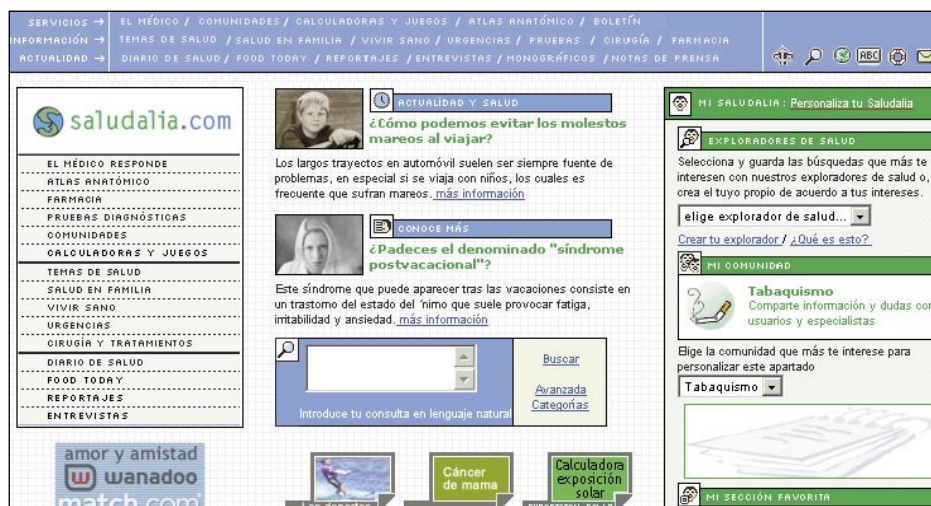 SERVICIOS → EL MÉDICO / COMUNIDADES / CALCULADORAS Y JUEGOS / ATLAS ANATÓMICO / BOLETÍN
INFORMACIÓN → TEMAS DE SALUD / SALUD EN FAMILIA / VIVIR SANO / URGENCIAS / PRUEBAS / CIRUGÍA / FARMACIA
ACTUALIDAD → DIARIO DE SALUD / FOOD TODAY / REPORTAJES / ENTREVISTAS / MONOGRÁFICOS / NOTAS DE PRENSA
ABC
saludalia.com
EL MÉDICO RESPONDE
ATLAS ANATÓMICO
FARMACIA
PRUEBAS DIAGNÓSTICAS
COMUNIDADES
CALCULADORAS Y JUEGOS
TEMAS DE SALUD
SALUD EN FAMILIA
VIVIR SANO
URGENCIAS
CIRUGÍA Y TRATAMIENTOS
DIARIO DE SALUD
FOOD TODAY
REPORTAJES
ENTREVISTAS
amor y amistad
wanadoo
match.com
ACTUALIDAD Y SALUD
¿Cómo podemos evitar los molestos
mareos al viajar?
Los largos trayectos en automóvil suelen ser siempre fuente de
problemas, en especial si se viaja con niños, los cuales es
frecuente que sufran mareos. más información
CONOCE MÁS
¿Padeces el denominado "síndrome
postvacacional"?
Este síndrome que puede aparecer tras las vacaciones consiste en
un trastorno del estado del ´nimo que suele provocar fatiga,
irritabilidad y ansiedad. más información
Buscar
Avanzada
Categorías
Introduce tu consulta en lenguaje natural
Los deportes
Cáncer
de mama
Calculadora
exposición
solar
EXPOSICION SOLAR
MI SALUDALIA: Personaliza tu Saludalia
EXPLORADORES DE SALUD
Selecciona y guarda las búsquedas que más te
interesen con nuestros exploradores de salud o,
crea el tuyo propio de acuerdo a tus intereses.
elige explorador de salud...
Crear tu explorador / ¿Qué es esto?
MI COMUNIDAD
Tabaquismo
Comparte información y dudas con
usuarios y especialistas
Elige la comunidad que más te interese para
personalizar este apartado
Tabaquismo
MI SECCIÓN FAVORITA